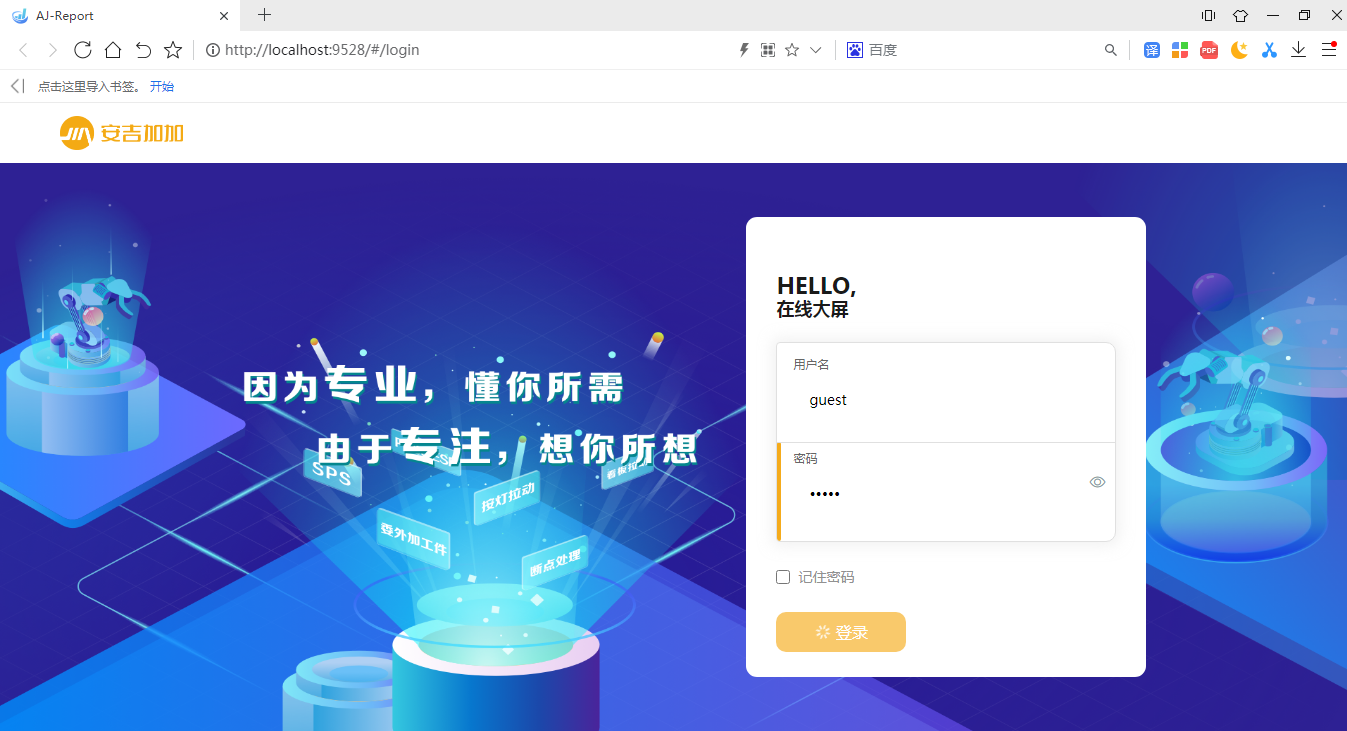 AJ-Report
http://localhost:9528/#/login
百度
译
PDF
点击这里导入书签。 开始
安吉加加
因为专业，懂你所需
由于专注，想你所想
SPS
按灯拉动
看板拉动
委外加工件
断点处理
HELLO,
在线大屏
用户名
guest
密码
•••••
记住密码
登录